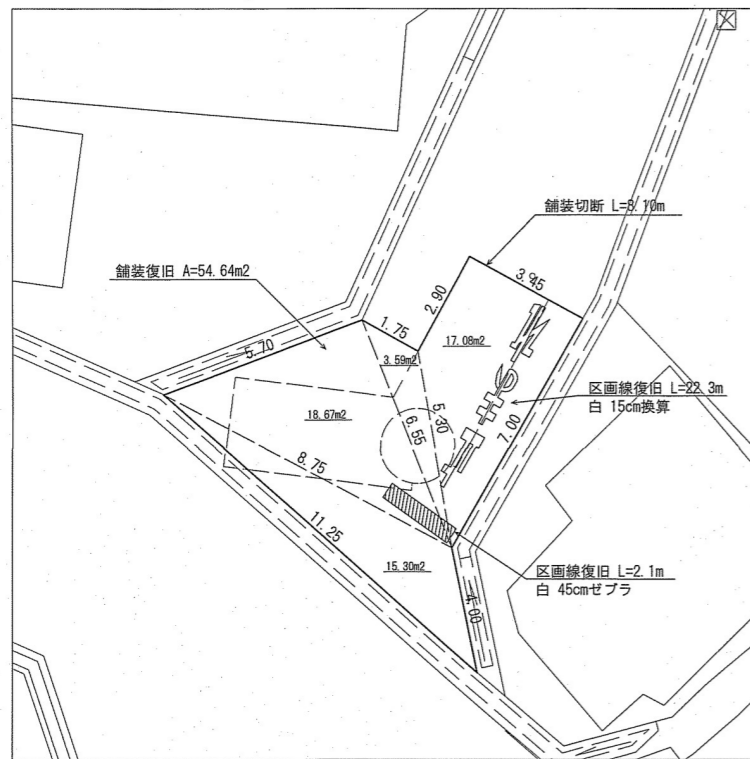 舗装切断 L=8.10m
舗装復旧 A=54.64m2
3.45
2.90
1.75
17.08m2
5.70
3.59m2
区画線復旧 L=22.3m
白 15cm換算
18.67m2
5.30
6.55
7.00
8.75
11.25
15.30m2
区画線復旧 L=2.1m
白 45cmゼブラ
4.00